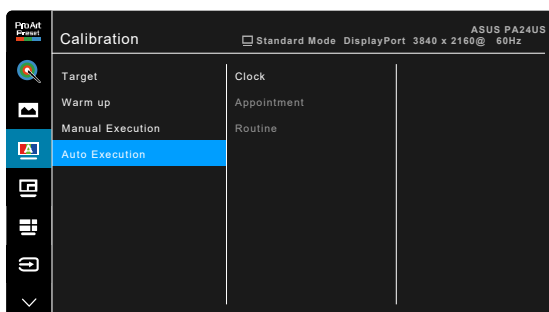 ProArt
Preset
Calibration
ASUS PA24US
Standard Mode DisplayPort 3840 x 2160@ 60Hz
A
Target
Warm up
Manual Execution
Auto Execution
Clock
Appointment
Routine